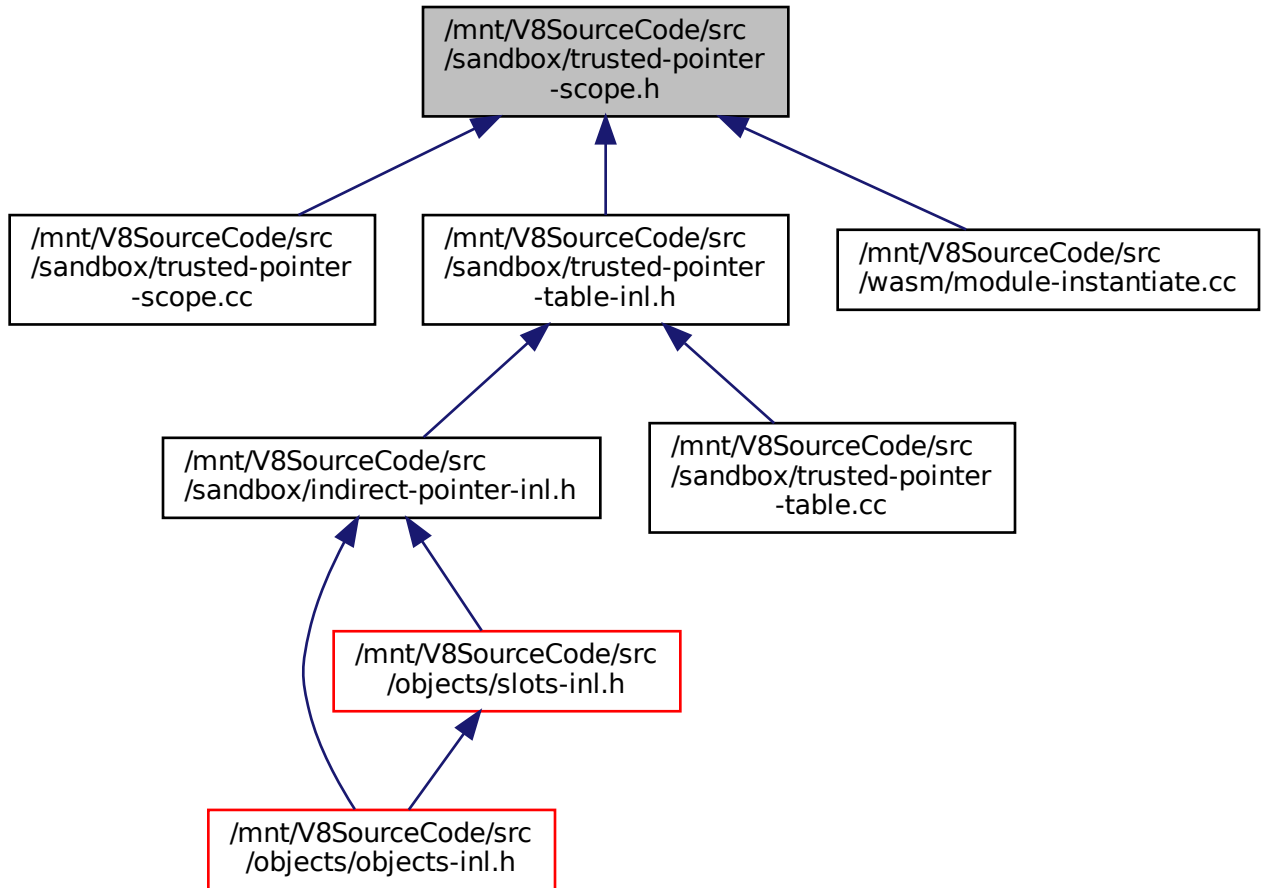 /mnt/V8SourceCode/src
/sandbox/trusted-pointer
-scope.h
/mnt/V8SourceCode/src
/sandbox/trusted-pointer
-scope.cc
/mnt/V8SourceCode/src
/sandbox/trusted-pointer
-table-inl.h
/mnt/V8SourceCode/src
/wasm/module-instantiate.cc
/mnt/V8SourceCode/src
/sandbox/indirect-pointer-inl.h
/mnt/V8SourceCode/src
/sandbox/trusted-pointer
-table.cc
/mnt/V8SourceCode/src
/objects/slots-inl.h
/mnt/V8SourceCode/src
/objects/objects-inl.h